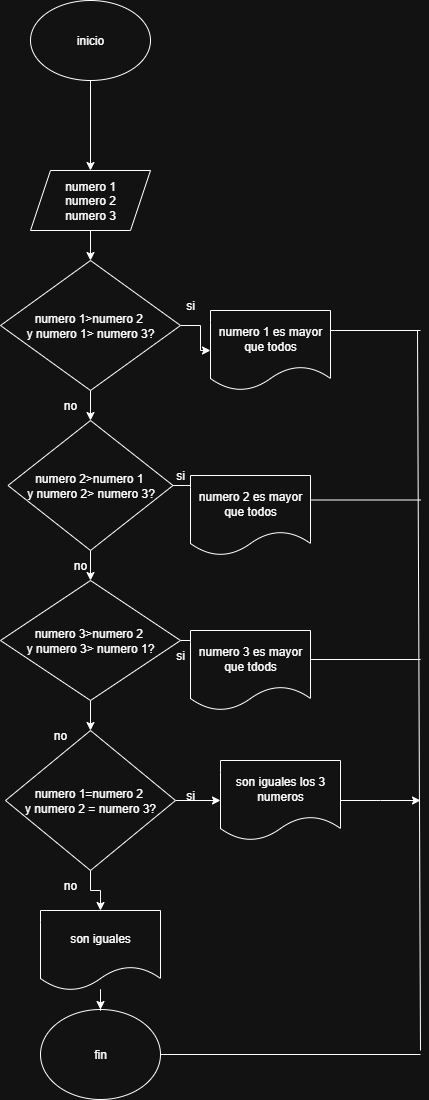 inicio
numero 1
numero 2
numero 3
numero 1>numero 2
y numero 1> numero 3?
si
numero 1 es mayor
que todos
no
numero 2>numero 1
y numero 2> numero 3?
si
numero 2 es mayor
que todos
no
numero 3>numero 2
y numero 3> numero 1?
si
numero 3 es mayor
que tdods
no
numero 1=numero 2
y numero 2 = numero 3?
si
son iguales los 3
numeros
no
son iguales
fin